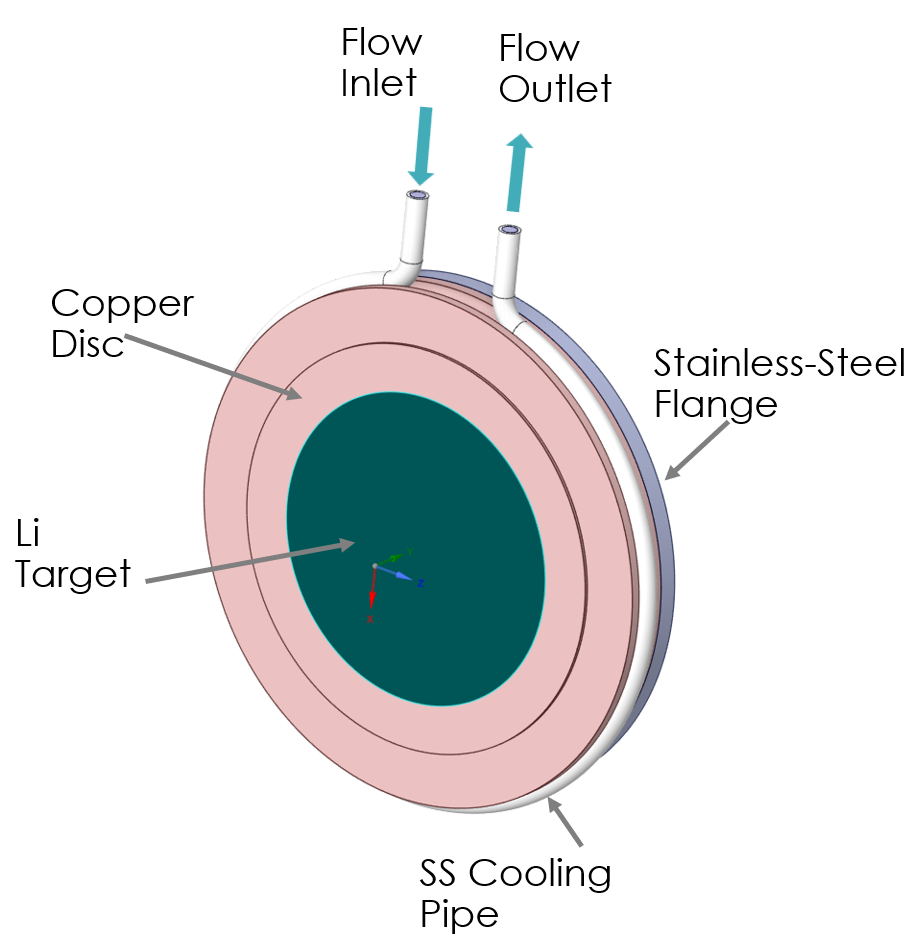 Flow
Inlet
Flow
Outlet
Copper
Disc
Stainless-Steel
Flange
Li
Target
Y
Z
X
SS Cooling
Pipe